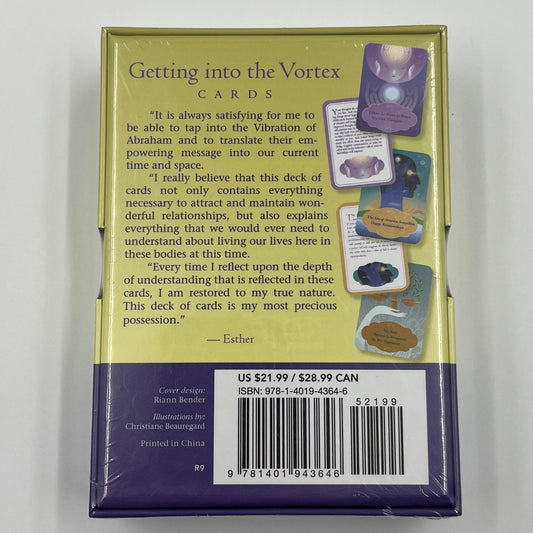 Getting into the Vortex
CARDS
“It is always satisfying for me to
be able to tap into the Vibration of
Abraham and to translate their em-
powering message into our current
time and space.
“I really believe that this deck of
cards not only contains everything
necessary to attract and maintain won-
derful relationships, but also explains
everything that we would ever need to
understand about living our lives here in
these bodies at this time.
“Every time I reflect upon the depth
of understanding that is reflected in these
cards, I am restored to my true nature.
This deck of cards is my most precious
possession.”
— Esther
Cover design:
Riann Bender
Illustrations by:
Christiane Beauregard
Printed in China
R9
US $21.99 / $28.99 CAN
ISBN: 978-1-4019-4364-6
52199
9 781401 943646